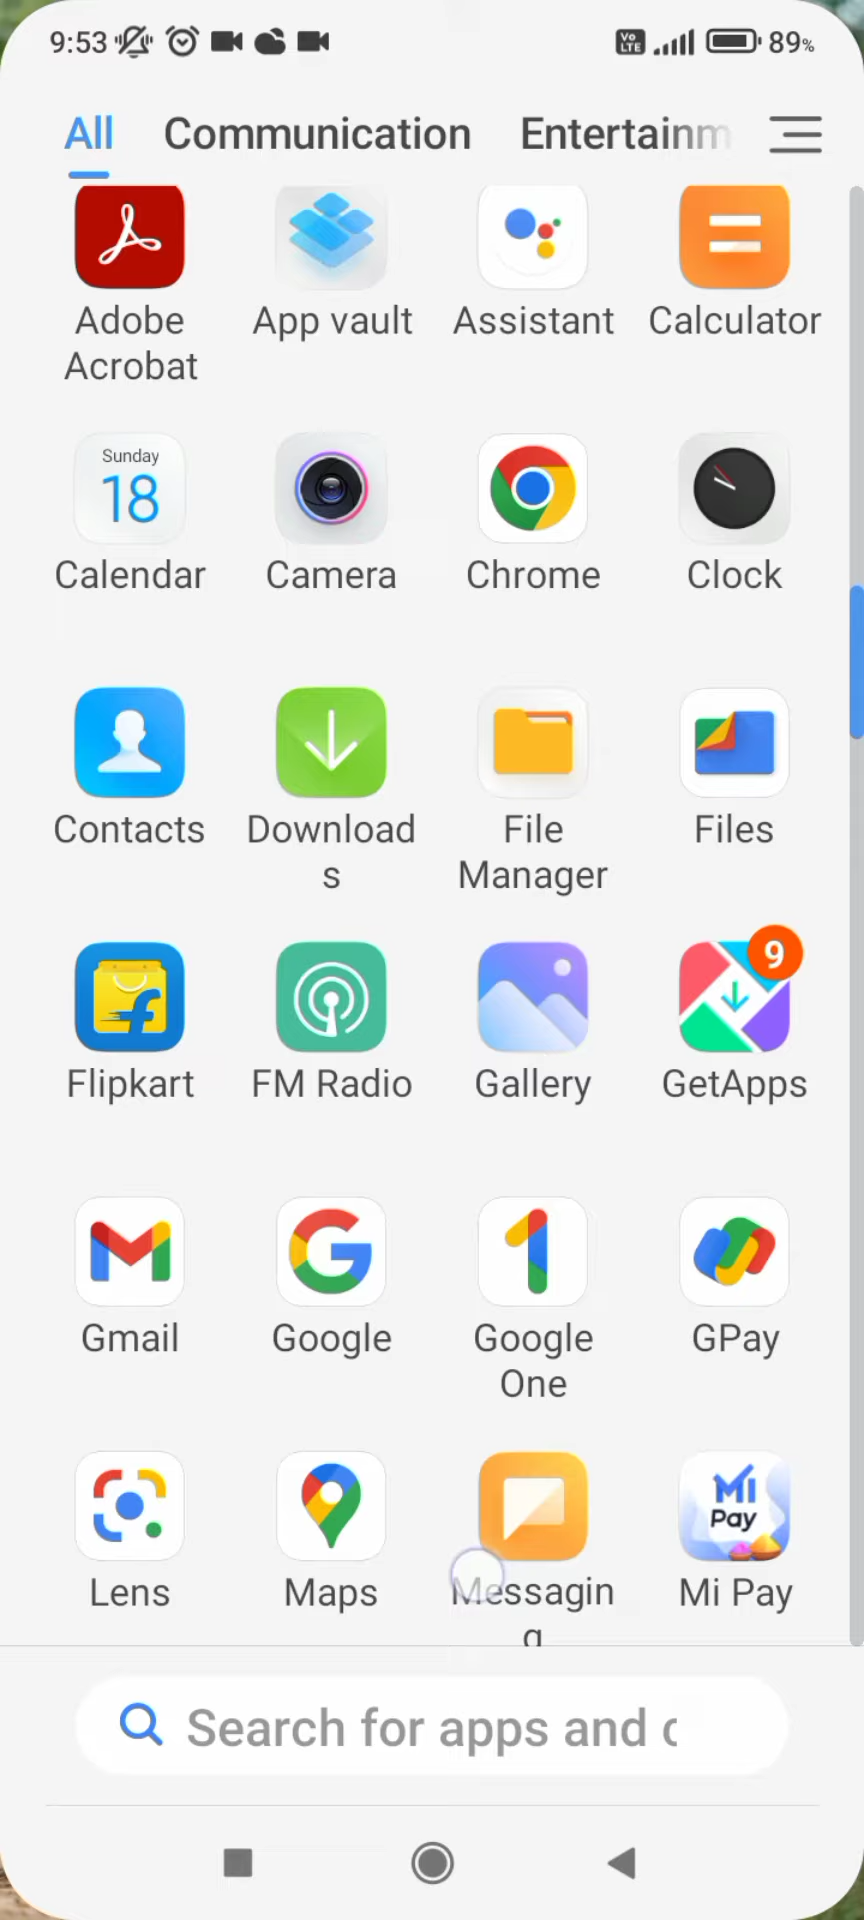 9:53 Vo LTE 89%
All Communication Entertainm
Adobe Acrobat
App vault
Assistant
Calculator
Sunday
18
Calendar
Camera
Chrome
Clock
Contacts
Download
s
File
Manager
Files
9
Flipkart
FM Radio
Gallery
GetApps
Gmail
Google
Google
One
GPay
Mi
Pay
Lens
Maps
Messagin
g
Mi Pay
Search for apps and